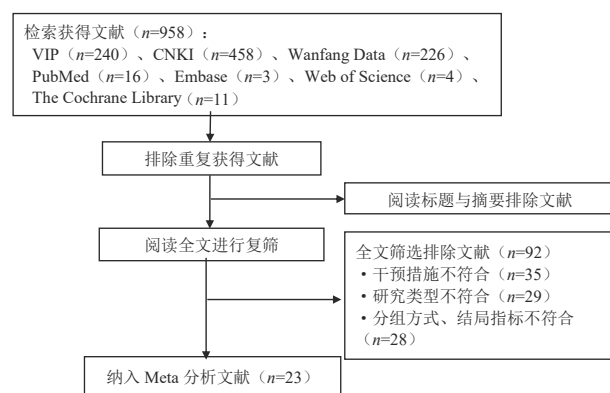 检索获得文献（n=958）：
VIP（n=240）、CNKI（n=458）、Wanfang Data（n=226）、
PubMed（n=16）、Embase（n=3）、Web of Science（n=4）、
The Cochrane Library（n=11）
排除重复获得文献
阅读标题与摘要排除文献
阅读全文进行复筛
全文筛选排除文献（n=92）
・干预措施不符合（n=35）
・研究类型不符合（n=29）
・分组方式、结局指标不符合
（n=28）
纳入 Meta 分析文献（n=23）